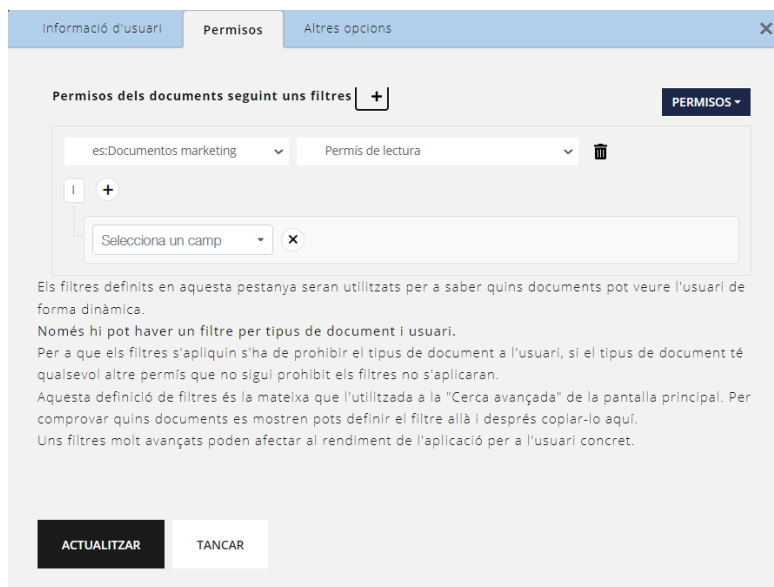 Informació d'usuari Permisos Altres opcions ×
Permisos dels documents seguint uns filtres +
PERMISOS
es:Documentos marketing Permís de lectura
I +
Selecciona un camp ×
Els filtres definits en aquesta pestanya seran utilitzats per a saber quins documents pot veure l'usuari de
forma dinàmica.
Només hi pot haver un filtre per tipus de document i usuari.
Per a que els filtres s'apliquin s'ha de prohibir el tipus de document a l'usuari, si el tipus de document té
qualsevol altre permís que no sigui prohibit els filtres no s'aplicaran.
Aquesta definició de filtres és la mateixa que l'utilitzada a la "Cerca avançada" de la pantalla principal. Per
comprovar quins documents es mostren pots definir el filtre allà i després copiar-lo aquí.
Uns filtres molt avançats poden afectar al rendiment de l'aplicació per a l'usuari concret.
ACTUALITZAR TANCAR